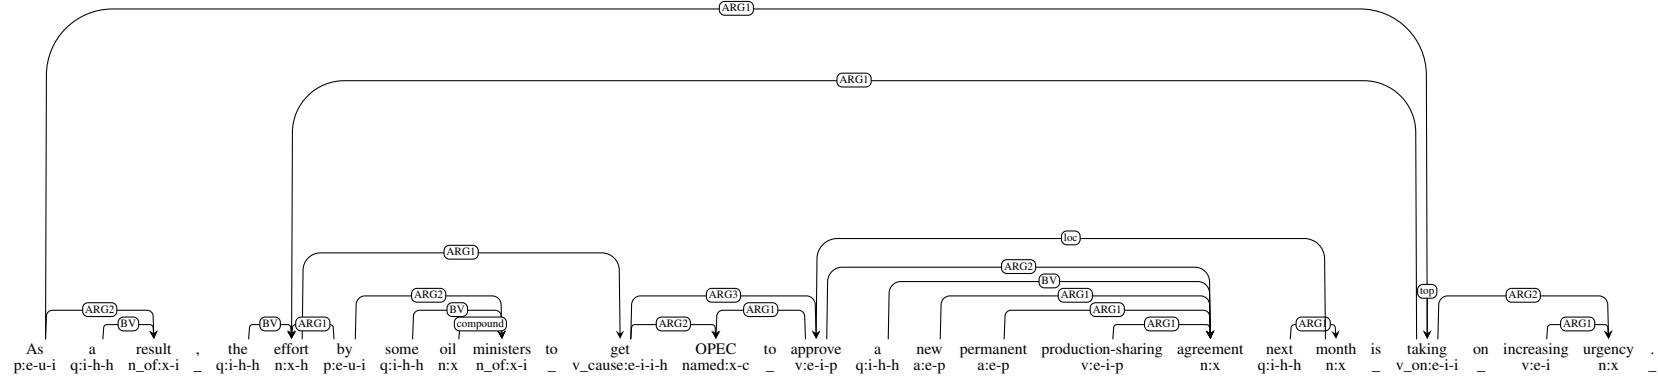 ARG1
ARG1
loc
ARG1
ARG2
BV
top
ARG2
ARG2
ARG3
ARG1
ARG2
ARG2
BV
ARG1
ARG1
BV
BV
ARG1
compound
ARG1
ARG1
ARG1
As a result , the effort by some oil ministers to get OPEC to approve a new permanent production-sharing agreement next month is taking on increasing urgency .
p:e-u-i q:i-h-h n_of:x-i _ q:i-h-h n:x-h p:e-u-i q:i-h-h n:x n_of:x-i _ v_cause:e-i-i-h named:x-c _ v:e-i-p q:i-h-h a:e-p a:e-p v:e-i-p n:x q:i-h-h n:x _ v_on:e-i-i _ v:e-i n:x _